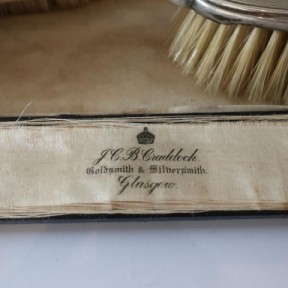 J.C.B. Craddock
Goldsmith & Silversmith.
Glasgow.